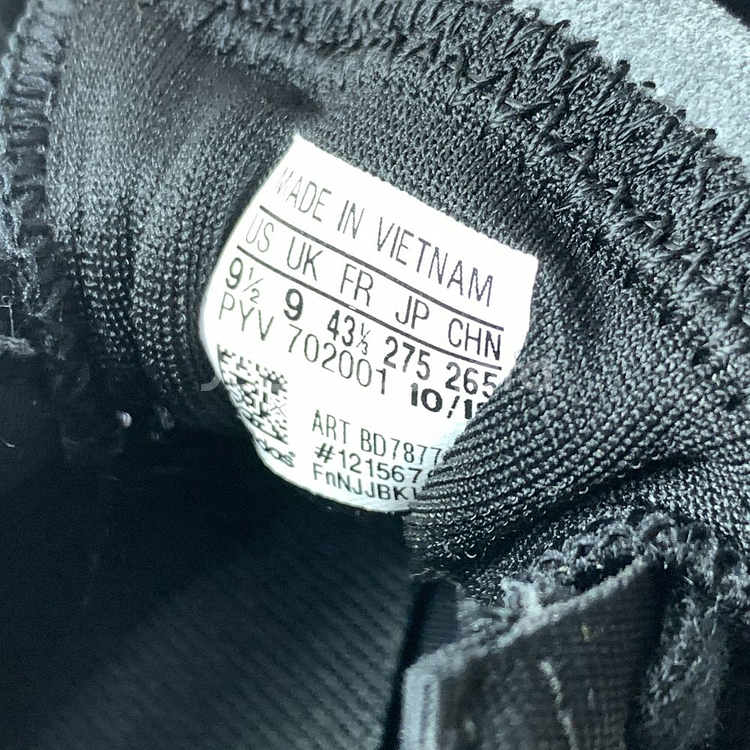 MADE IN VIETNAM
US UK FR JP CHN
9½ 9 43⅓ 275 265
PYV 702001 10/1
ART BD7877
#121567
FnNJJBK